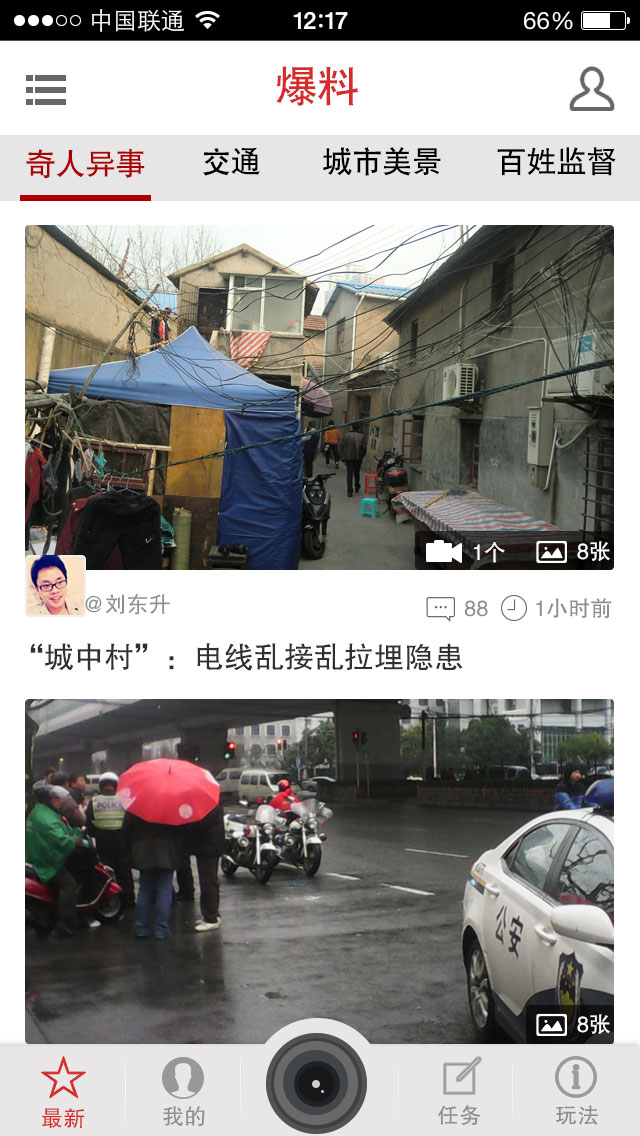 中国联通 12:17 66%
爆料
奇人异事 交通 城市美景 百姓监督
1个 8张
@刘东升 88 1小时前
“城中村”：电线乱接乱拉埋隐患
POLICE
公安
8张
最新 我的 任务 玩法